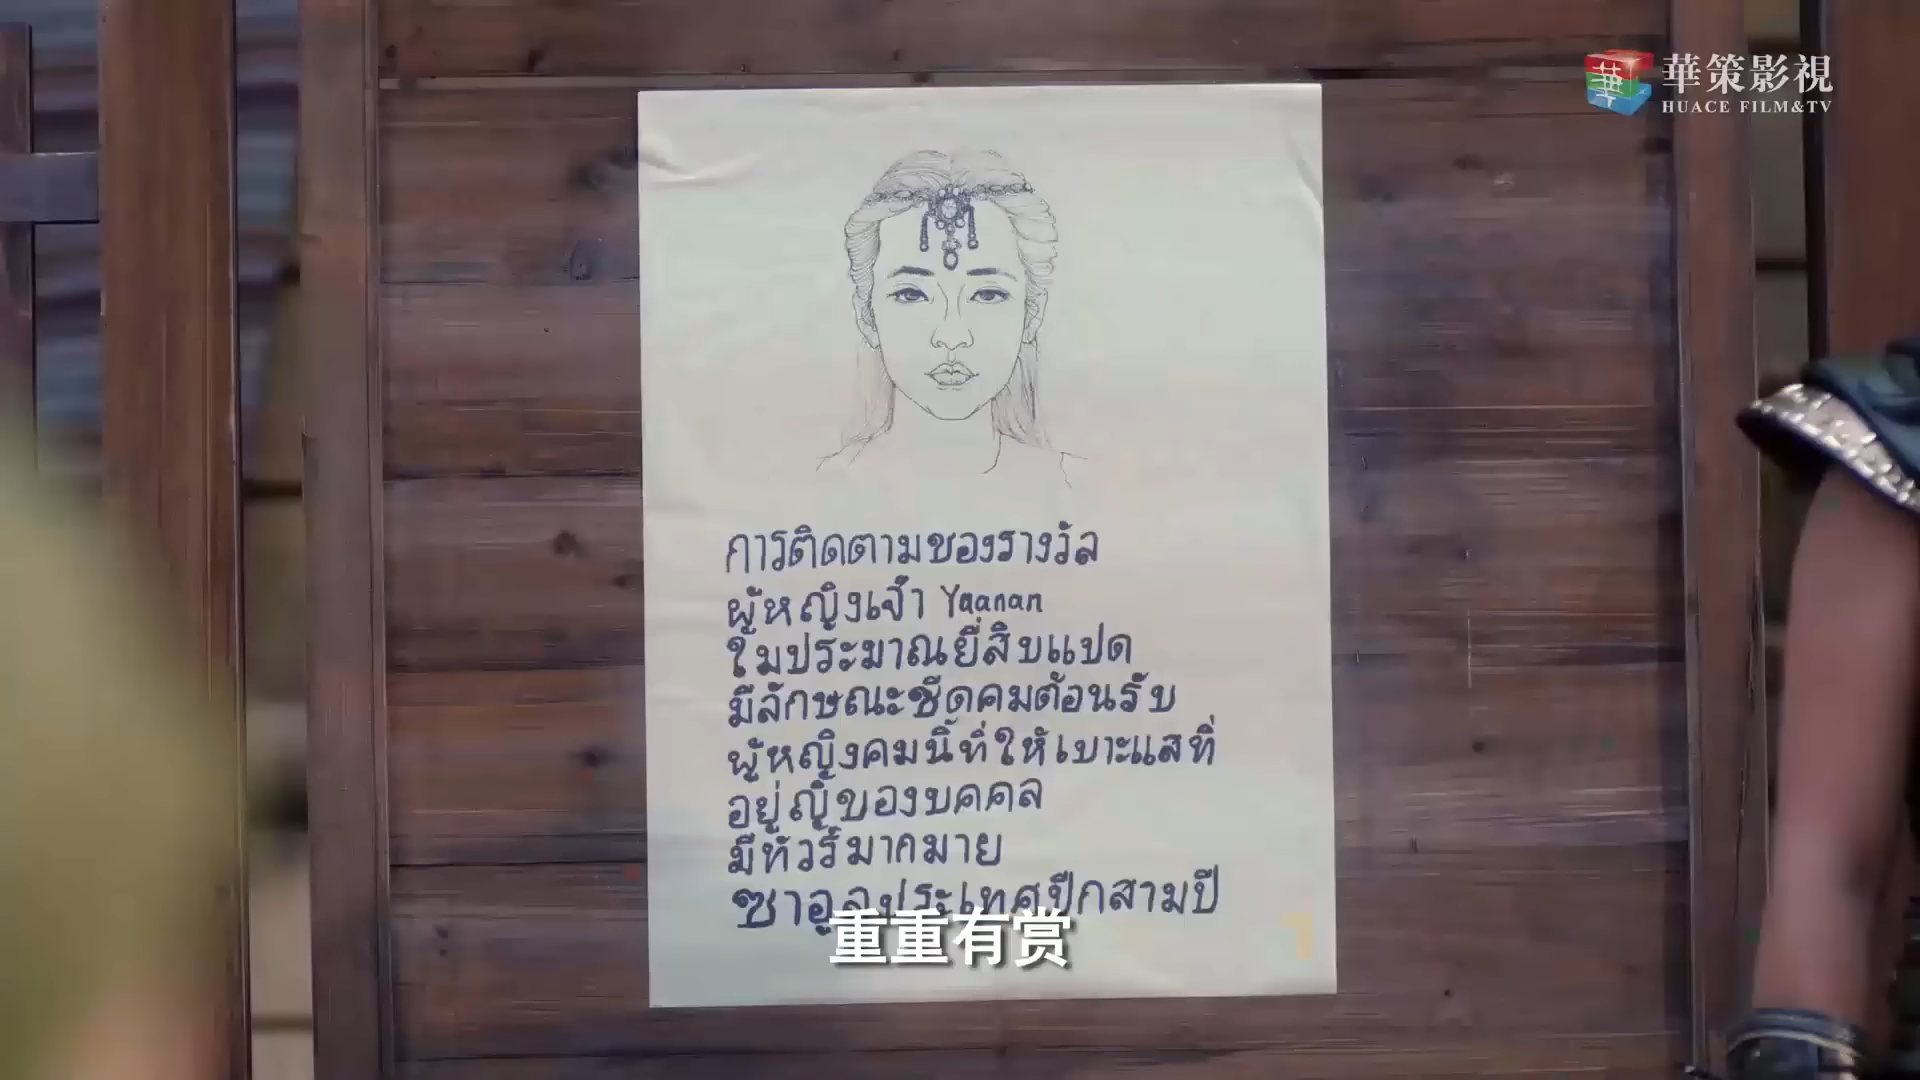 華策影視
HUACE FILM&TV
การติดตามของรางวัล
ผู้หญิงเจ้า Yaanan
ใมประมาณยี่สิบแปด
มีลักษณะชัดคมต้อนรับ
ผู้หญิงคมนี้ที่ให้เบาะแสที่
อยู่ญี่ของบคคล
มีทัวร์มากมาย
ซาอูลประเทศปีกสามปี
重重有赏